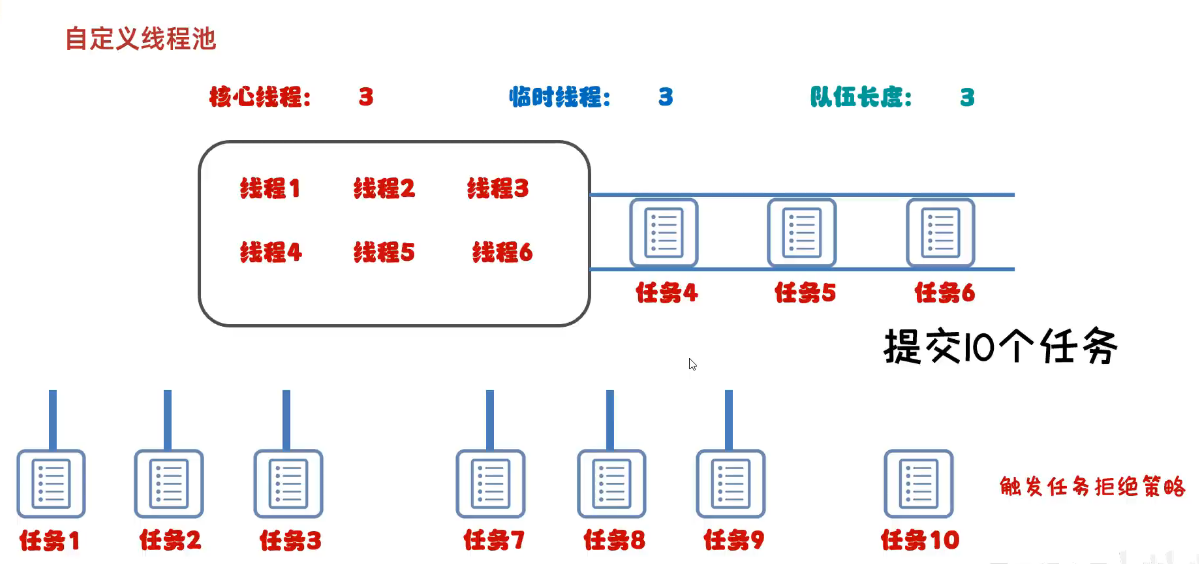 自定义线程池
核心线程： 3 临时线程： 3 队伍长度： 3
线程1 线程2 线程3
线程4 线程5 线程6
任务4 任务5 任务6
提交10个任务
触发任务拒绝策略
任务1 任务2 任务3 任务7 任务8 任务9 任务10